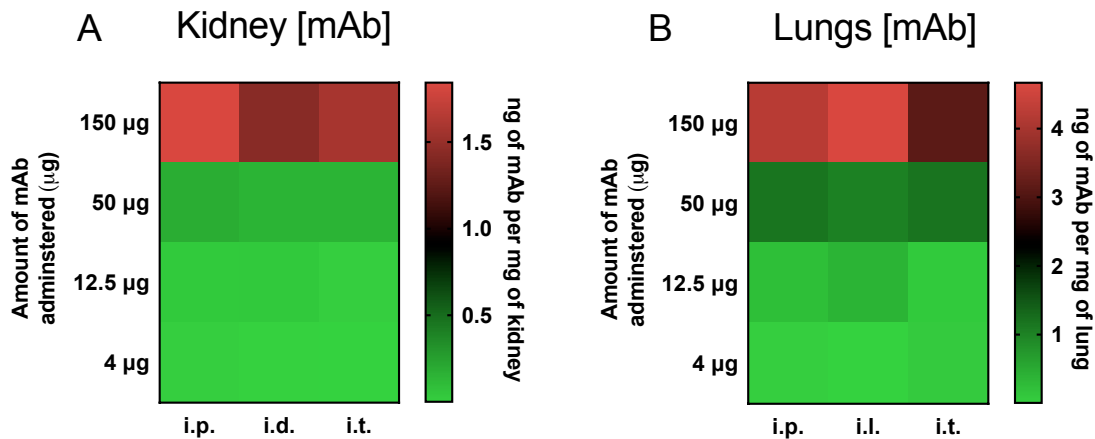 A
Kidney [mAb]
Amount of mAb
adminstered (µg)
150 µg
50 µg
12.5 µg
4 µg
i.p.
i.d.
i.t.
1.5
1.0
0.5
ng of mAb per mg of kidney
B
Lungs [mAb]
Amount of mAb
adminstered (µg)
150 µg
50 µg
12.5 µg
4 µg
i.p.
i.l.
i.t.
4
3
2
1
ng of mAb per mg of lung